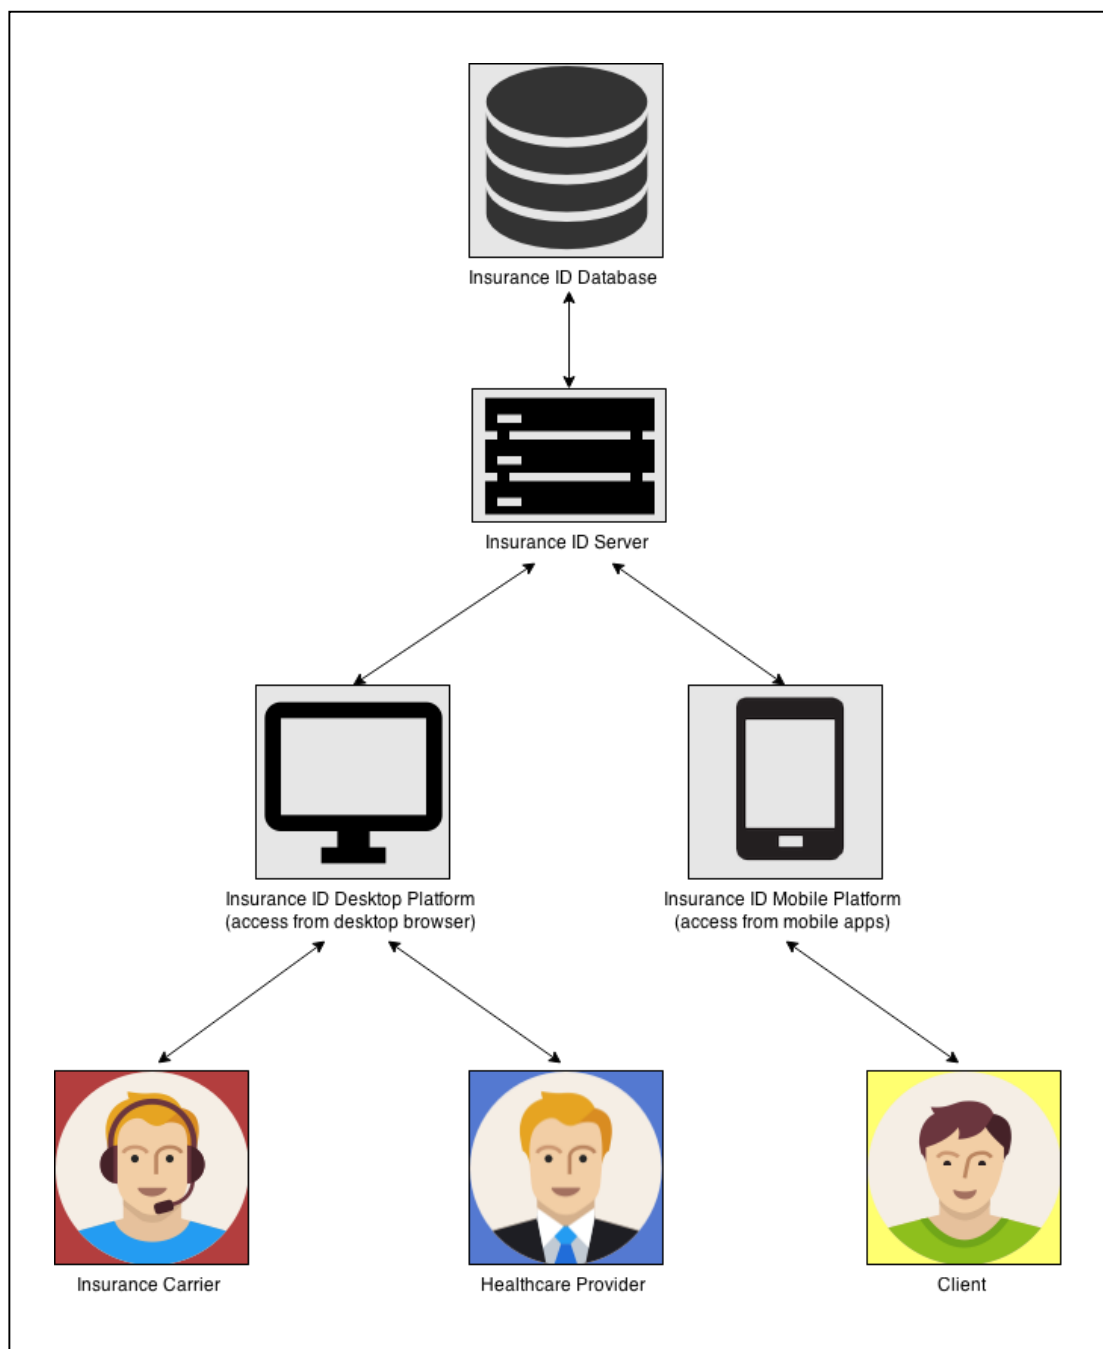 Insurance ID Database
Insurance ID Server
Insurance ID Desktop Platform
(access from desktop browser)
Insurance ID Mobile Platform
(access from mobile apps)
Insurance Carrier
Healthcare Provider
Client